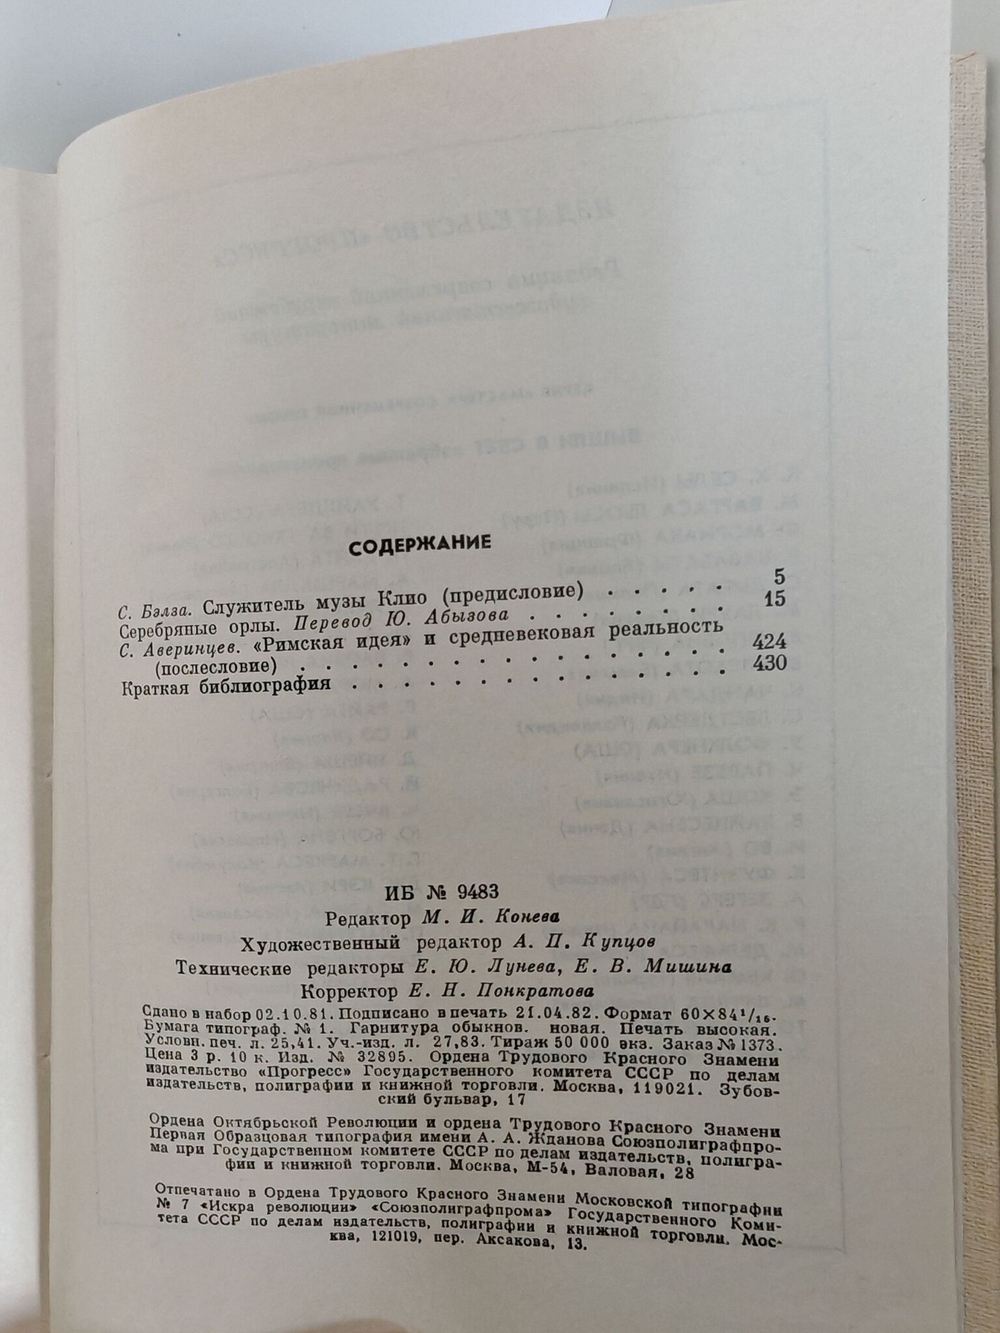 СОДЕРЖАНИЕ
С. Бэлза. Служитель музы Клио (предисловие) . . . . . 5
Серебряные орлы. Перевод Ю. Абызова . . . . . . . . 15
С. Аверинцев. «Римская идея» и средневековая реальность
(послесловие) . . . . . . . . . . . . . . . . . 424
Краткая библиография . . . . . . . . . . . . . . . 430
ИБ № 9483
Редактор М. И. Конева
Художественный редактор А. П. Купцов
Технические редакторы Е. Ю. Лунева, Е. В. Мишина
Корректор Е. Н. Понкратова
Сдано в набор 02.10.81. Подписано в печать 21.04.82. Формат 60×84¹/₁₆.
Бумага типограф. № 1. Гарнитура обыкнов. новая. Печать высокая.
Условн. печ. л. 25,41. Уч.-изд. л. 27,83. Тираж 50 000 экз. Заказ № 1373.
Цена 3 р. 10 к. Изд. № 32895. Ордена Трудового Красного Знамени
издательство «Прогресс» Государственного комитета СССР по делам
издательств, полиграфии и книжной торговли. Москва, 119021. Зубов-
ский бульвар, 17
Ордена Октябрьской Революции и ордена Трудового Красного Знамени
Первая Образцовая типография имени А. А. Жданова Союзполиграфпро-
ма при Государственном комитете СССР по делам издательств, полигра-
фии и книжной торговли. Москва, М-54, Валовая, 28
Отпечатано в Ордена Трудового Красного Знамени Московской типографии
№ 7 «Искра революции» «Союзполиграфпрома» Государственного Коми-
тета СССР по делам издательств, полиграфии и книжной торговли. Мос-
ква, 121019, пер. Аксакова, 13.